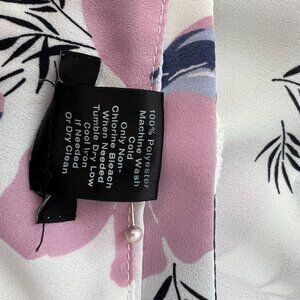 100% Polyester
Machine Wash
Cold
Only Non-
Chlorine Bleach
When Needed
Tumble Dry Low
Cool Iron
If Needed
Or Dry Clean